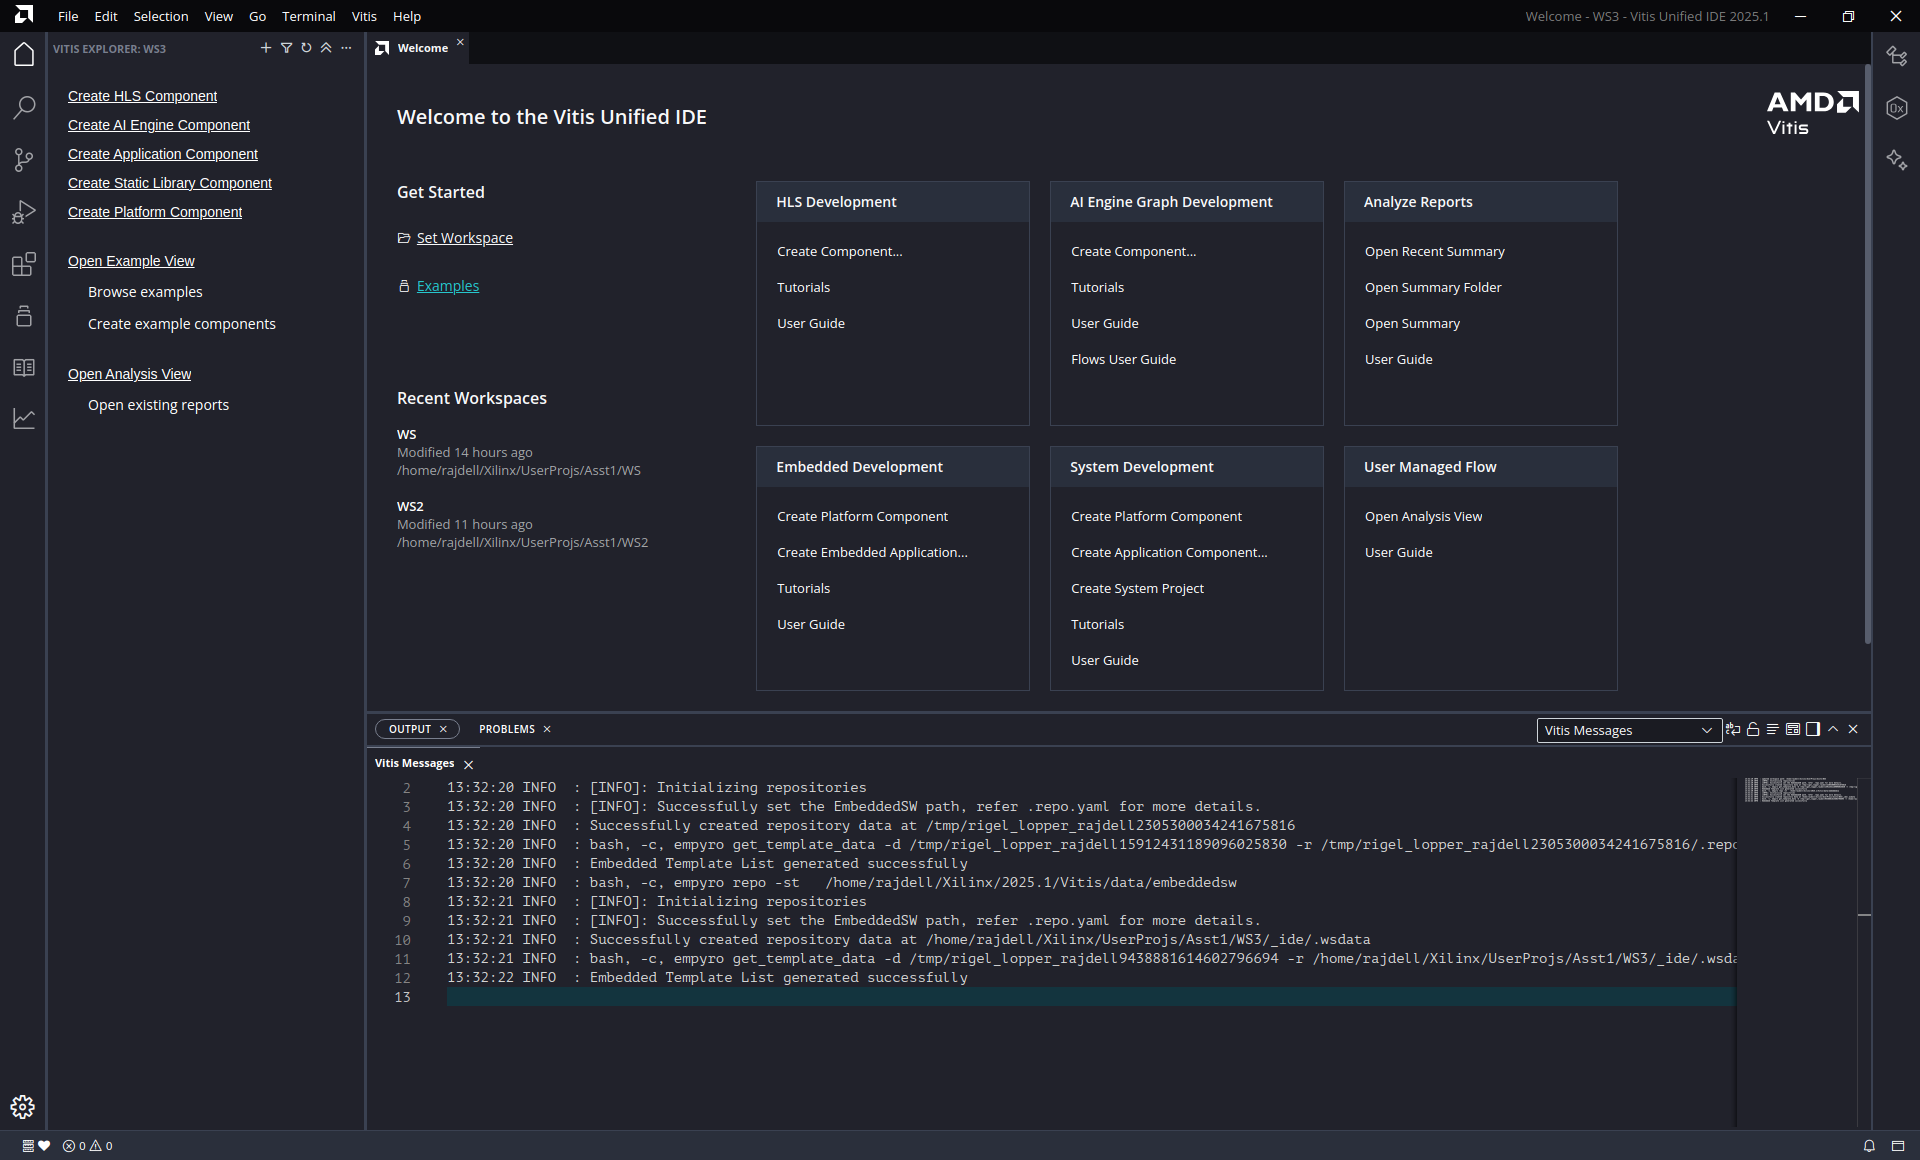 File Edit Selection View Go Terminal Vitis Help
Welcome - WS3 - Vitis Unified IDE 2025.1
VITIS EXPLORER: WS3
Create HLS Component
Create AI Engine Component
Create Application Component
Create Static Library Component
Create Platform Component
Open Example View
Browse examples
Create example components
Open Analysis View
Open existing reports
Welcome
Welcome to the Vitis Unified IDE
AMD
Vitis
Get Started
Set Workspace
Examples
Recent Workspaces
WS
Modified 14 hours ago
/home/rajdell/Xilinx/UserProjs/Asst1/WS
WS2
Modified 11 hours ago
/home/rajdell/Xilinx/UserProjs/Asst1/WS2
HLS Development
Create Component...
Tutorials
User Guide
AI Engine Graph Development
Create Component...
Tutorials
User Guide
Flows User Guide
Analyze Reports
Open Recent Summary
Open Summary Folder
Open Summary
User Guide
Embedded Development
Create Platform Component
Create Embedded Application...
Tutorials
User Guide
System Development
Create Platform Component
Create Application Component...
Create System Project
Tutorials
User Guide
User Managed Flow
Open Analysis View
User Guide
0x
OUTPUT PROBLEMS
Vitis Messages
Vitis Messages
2 13:32:20 INFO : [INFO]: Initializing repositories
3 13:32:20 INFO : [INFO]: Successfully set the EmbeddedSW path, refer .repo.yaml for more details.
4 13:32:20 INFO : Successfully created repository data at /tmp/rigel_lopper_rajdell2305300034241675816
5 13:32:20 INFO : bash, -c, empyro get_template_data -d /tmp/rigel_lopper_rajdell15912431189096025830 -r /tmp/rigel_lopper_rajdell2305300034241675816/.repo
6 13:32:20 INFO : Embedded Template List generated successfully
7 13:32:20 INFO : bash, -c, empyro repo -st /home/rajdell/Xilinx/2025.1/Vitis/data/embeddedsw
8 13:32:21 INFO : [INFO]: Initializing repositories
9 13:32:21 INFO : [INFO]: Successfully set the EmbeddedSW path, refer .repo.yaml for more details.
10 13:32:21 INFO : Successfully created repository data at /home/rajdell/Xilinx/UserProjs/Asst1/WS3/_ide/.wsdata
11 13:32:21 INFO : bash, -c, empyro get_template_data -d /tmp/rigel_lopper_rajdell9438881614602796694 -r /home/rajdell/Xilinx/UserProjs/Asst1/WS3/_ide/.wsda
12 13:32:22 INFO : Embedded Template List generated successfully
13
0 0